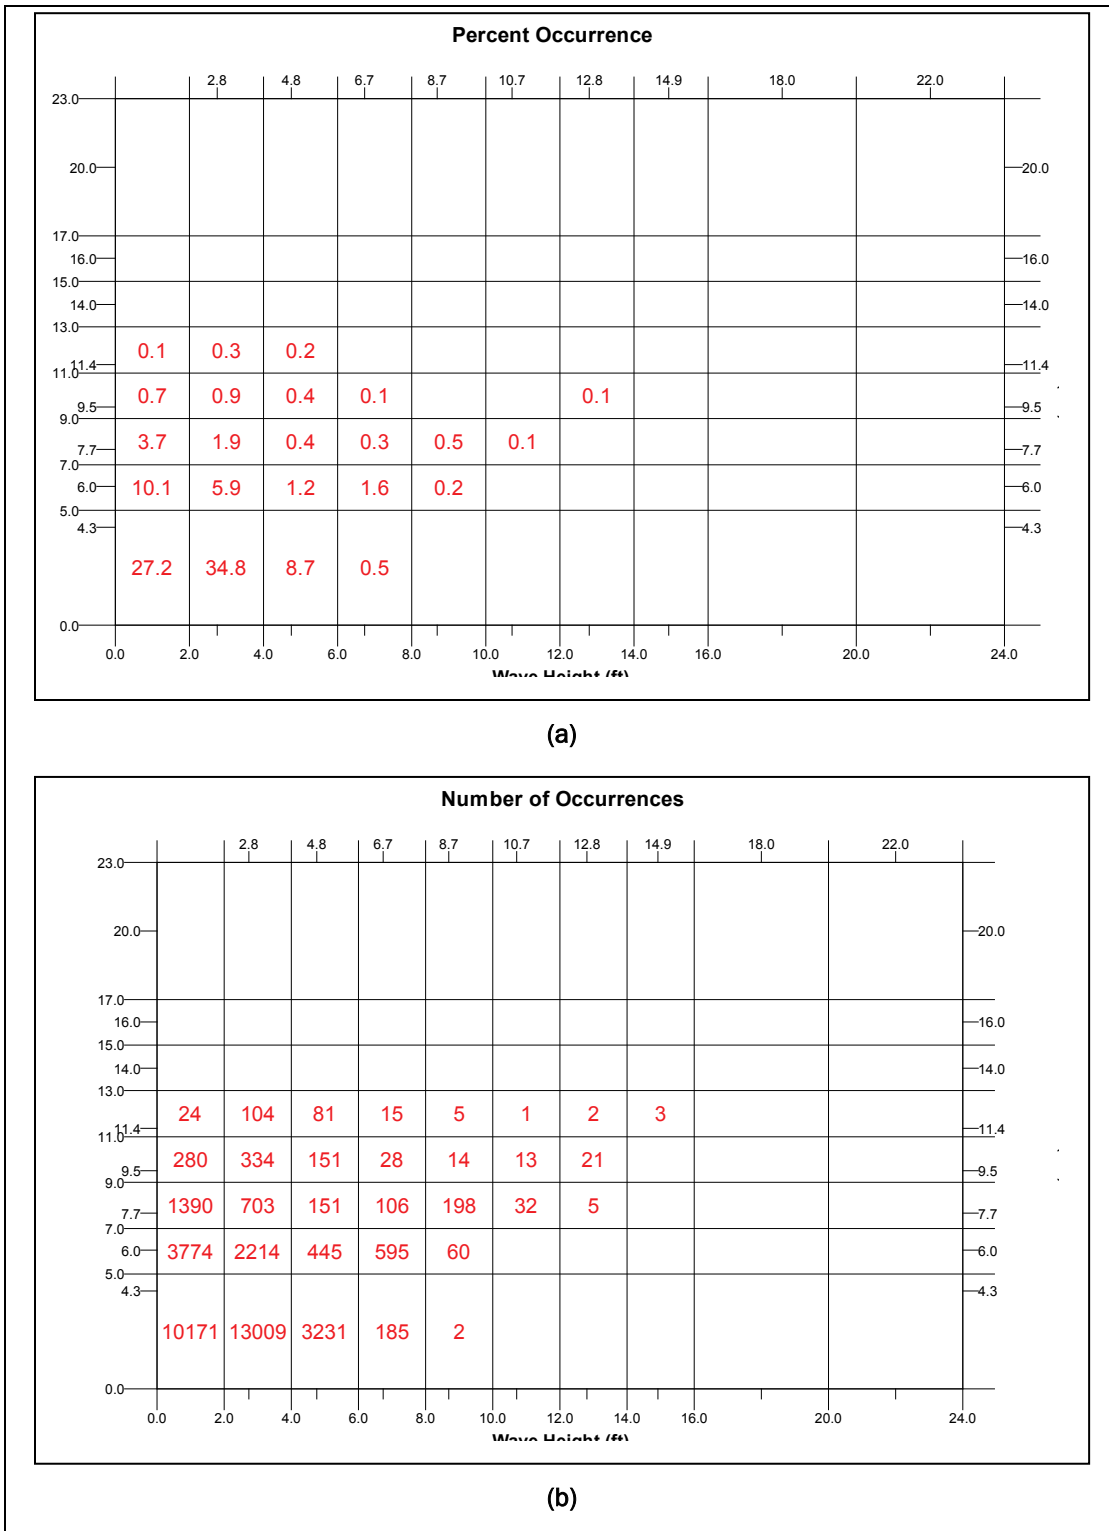 Percent Occurrence
2.8 4.8 6.7 8.7 10.7 12.8 14.9 18.0 22.0
23.0
20.0 20.0
17.0
16.0 16.0
15.0
14.0 14.0
13.0
0.1 0.3 0.2
11.4 11.4
11.0
0.7 0.9 0.4 0.1 0.1
9.5 9.5
9.0
3.7 1.9 0.4 0.3 0.5 0.1
7.7 7.7
7.0
6.0 10.1 5.9 1.2 1.6 0.2 6.0
5.0
4.3 4.3
27.2 34.8 8.7 0.5
0.0
0.0 2.0 4.0 6.0 8.0 10.0 12.0 14.0 16.0 20.0 24.0
Wave Height (ft)
(a)
Number of Occurrences
2.8 4.8 6.7 8.7 10.7 12.8 14.9 18.0 22.0
23.0
20.0 20.0
17.0
16.0 16.0
15.0
14.0 14.0
13.0
24 104 81 15 5 1 2 3
11.4 11.4
11.0
280 334 151 28 14 13 21
9.5 9.5
9.0
1390 703 151 106 198 32 5
7.7 7.7
7.0
6.0 3774 2214 445 595 60 6.0
5.0
4.3 4.3
10171 13009 3231 185 2
0.0
0.0 2.0 4.0 6.0 8.0 10.0 12.0 14.0 16.0 20.0 24.0
Wave Height (ft)
(b)